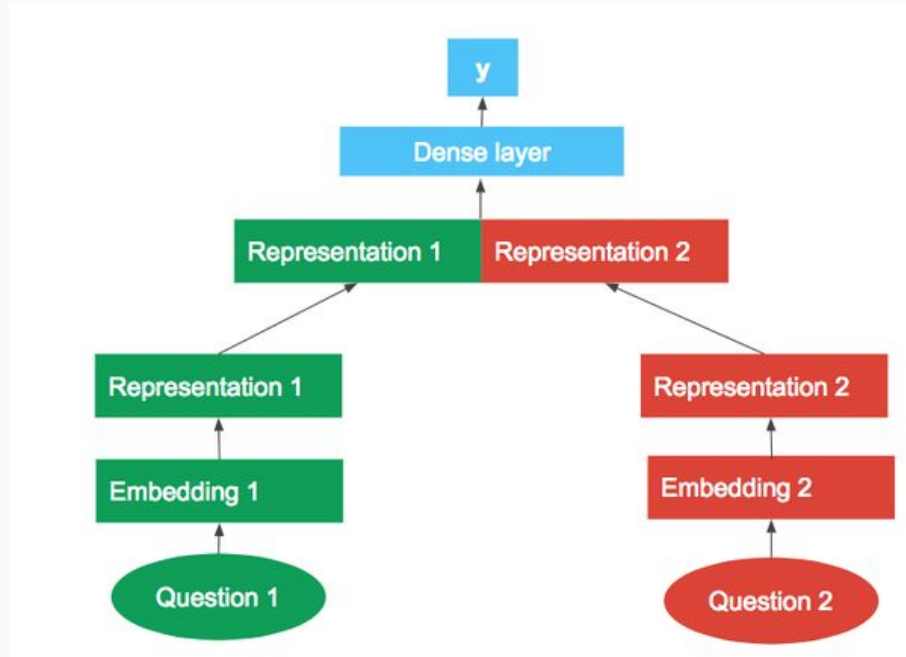 y
Dense layer
Representation 1
Representation 2
Representation 1
Representation 2
Embedding 1
Embedding 2
Question 1
Question 2